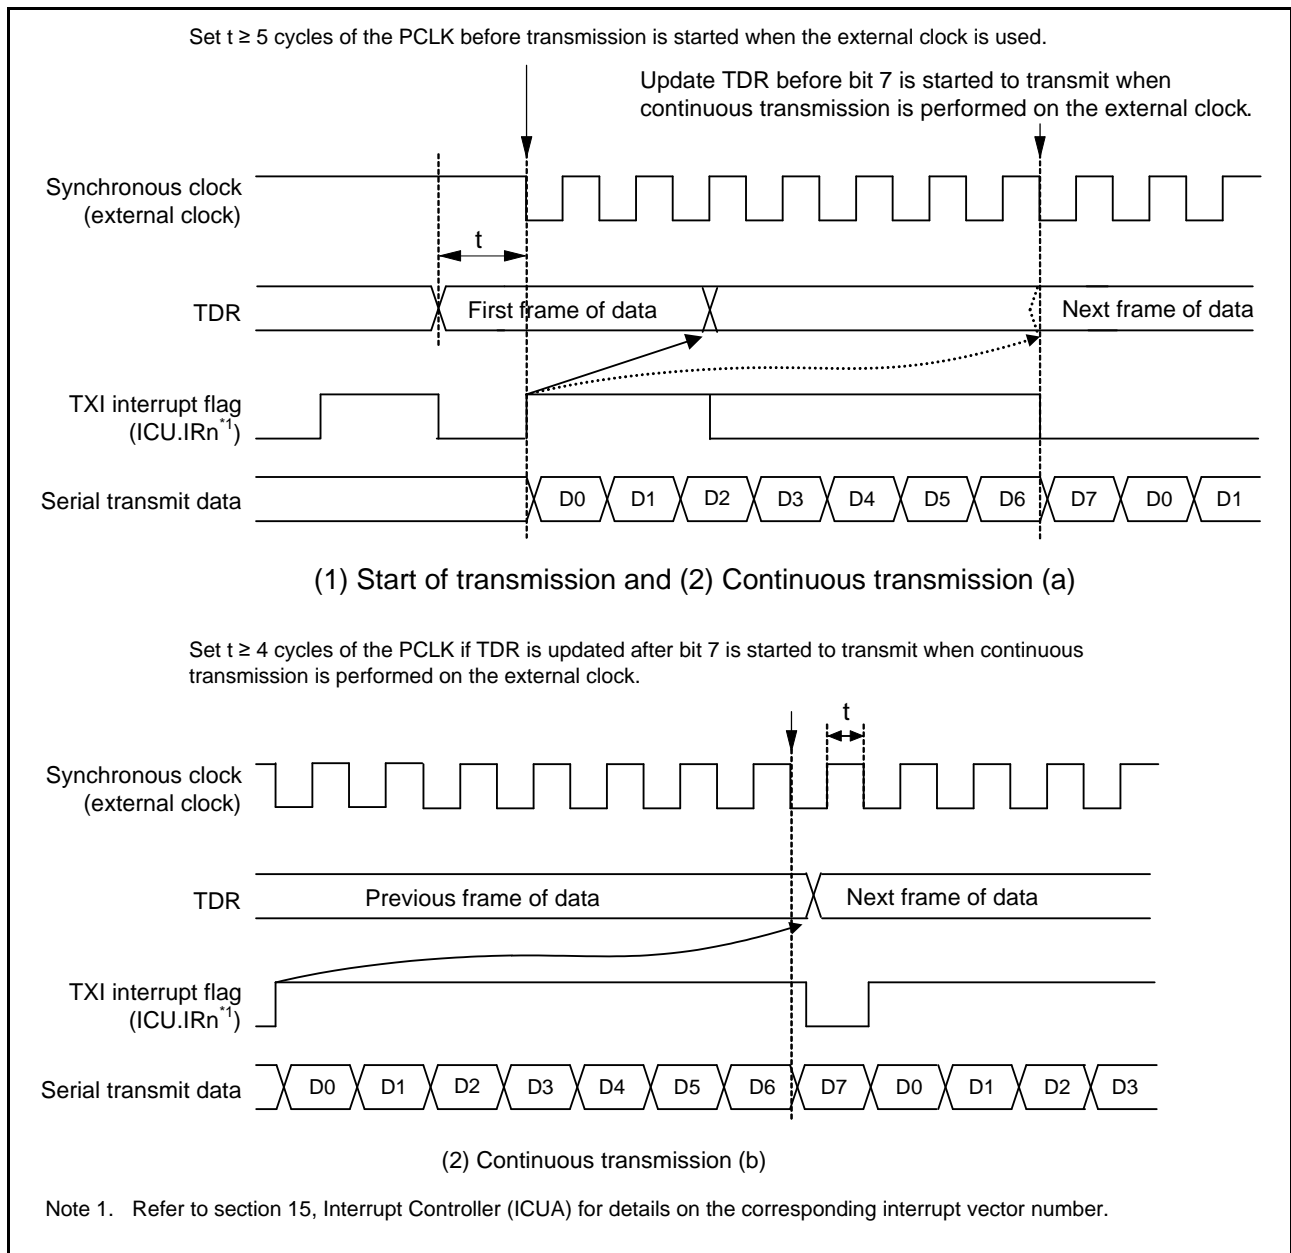 Set t ≥ 5 cycles of the PCLK before transmission is started when the external clock is used.
Update TDR before bit 7 is started to transmit when
continuous transmission is performed on the external clock.
Synchronous clock
(external clock)
t
TDR
First frame of data
Next frame of data
TXI interrupt flag
(ICU.IRn*1)
Serial transmit data
D0 D1 D2 D3 D4 D5 D6 D7 D0 D1
(1) Start of transmission and (2) Continuous transmission (a)
Set t ≥ 4 cycles of the PCLK if TDR is updated after bit 7 is started to transmit when continuous
transmission is performed on the external clock.
t
Synchronous clock
(external clock)
TDR
Previous frame of data
Next frame of data
TXI interrupt flag
(ICU.IRn*1)
Serial transmit data
D0 D1 D2 D3 D4 D5 D6 D7 D0 D1 D2 D3
(2) Continuous transmission (b)
Note 1. Refer to section 15, Interrupt Controller (ICUA) for details on the corresponding interrupt vector number.